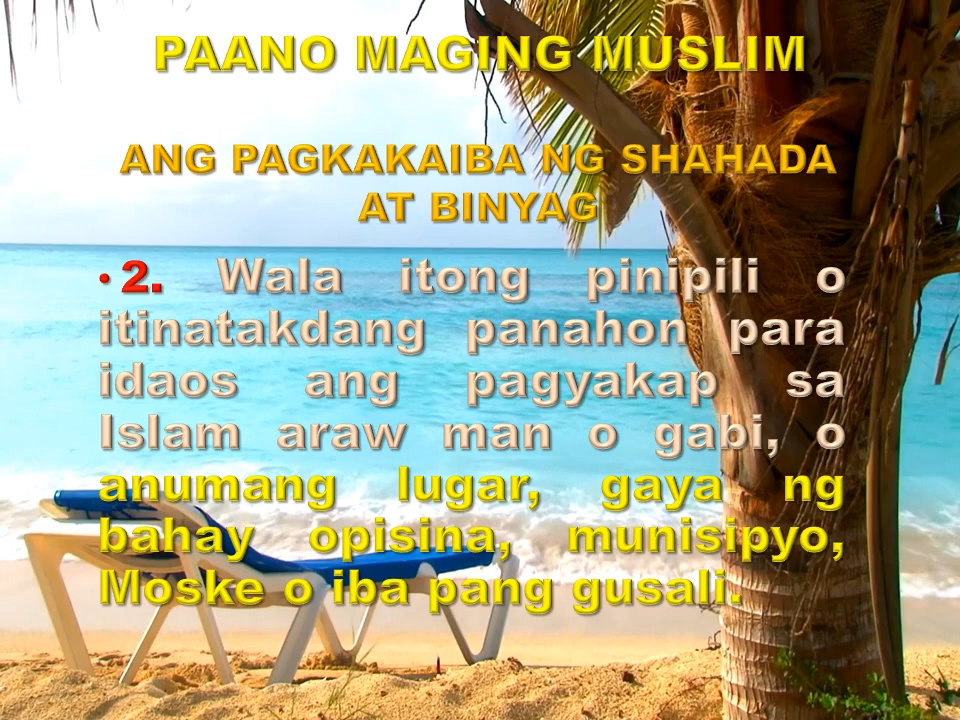 PAANO MAGING MUSLIM
ANG PAGKAKAIBA NG SHAHADA
AT BINYAG
• 2. Wala itong pinipili o
itinatakdang panahon para
idaos ang pagyakap sa
Islam araw man o gabi, o
anumang lugar, gaya ng
bahay opisina, munisipyo,
Moske o iba pang gusali.